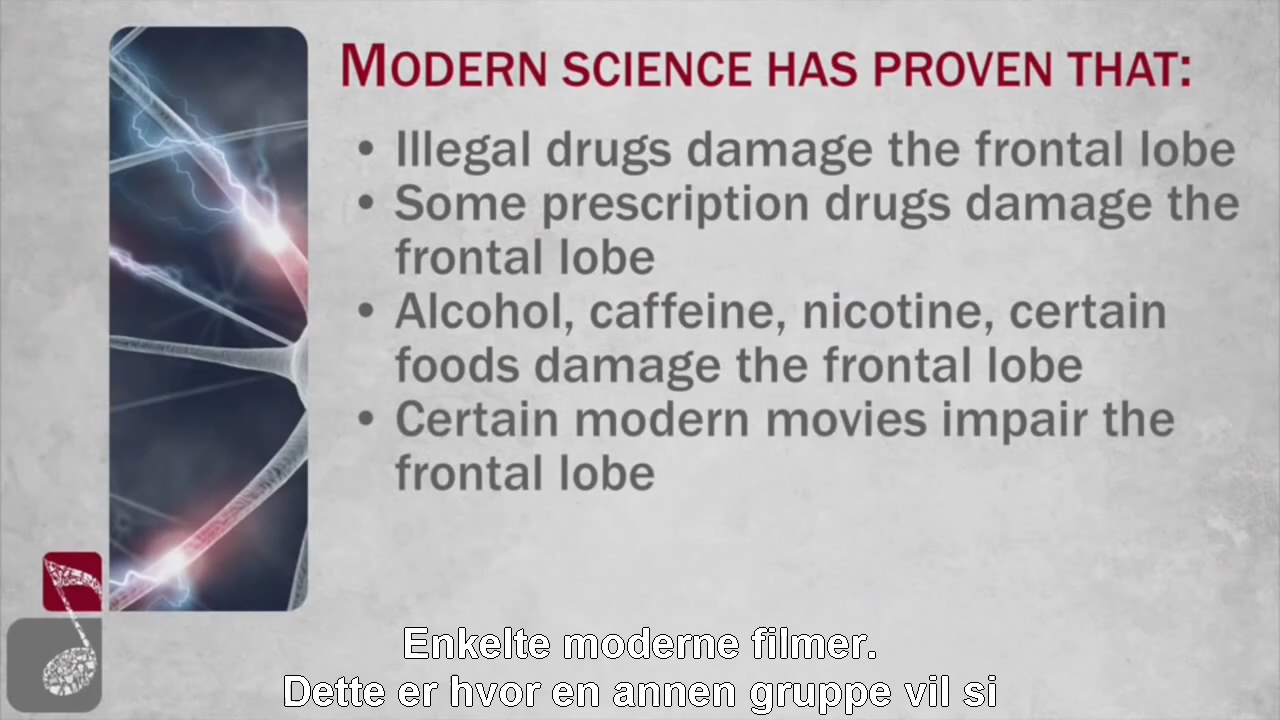 MODERN SCIENCE HAS PROVEN THAT:
• Illegal drugs damage the frontal lobe
• Some prescription drugs damage the
frontal lobe
• Alcohol, caffeine, nicotine, certain
foods damage the frontal lobe
• Certain modern movies impair the
frontal lobe
Enkelte moderne filmer.
Dette er hvor en annen gruppe vil si